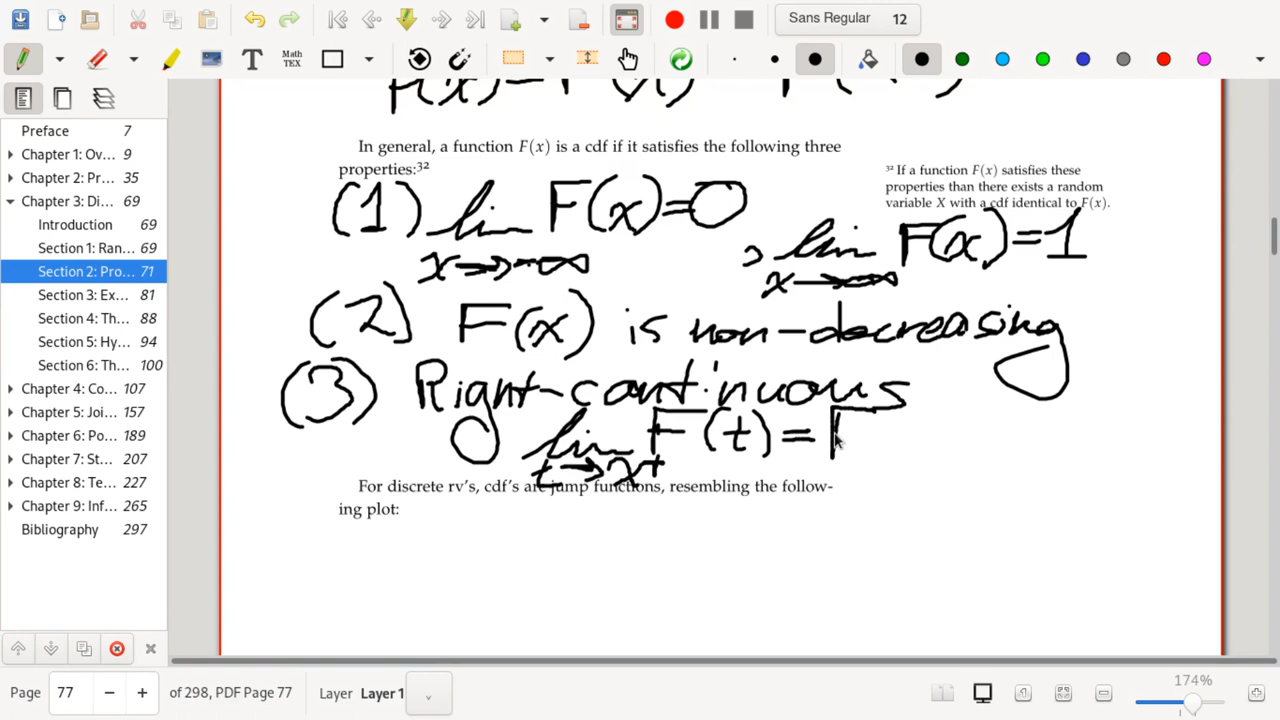 Sans Regular 12
Math TEX
Preface 7
Chapter 1: Ov... 9
Chapter 2: Pr... 35
Chapter 3: Di... 69
Introduction 69
Section 1: Ran... 69
Section 2: Pro... 71
Section 3: Ex... 81
Section 4: Th... 88
Section 5: Hy... 94
Section 6: Th... 100
Chapter 4: Co... 107
Chapter 5: Joi... 157
Chapter 6: Po... 189
Chapter 7: St... 207
Chapter 8: Te... 227
Chapter 9: Inf... 265
Bibliography 297
In general, a function F(x) is a cdf if it satisfies the following three
properties:³²
³² If a function F(x) satisfies these
properties than there exists a random
variable X with a cdf identical to F(x).
(1) lim F(x)=0
x→-∞
, lim F(x)=1
x→∞
(2) F(x) is non-decreasing
(3) Right-continuous
lim F(t)=F
t→x⁺
For discrete rv's, cdf's are jump functions, resembling the follow-
ing plot:
Page 77 of 298, PDF Page 77 Layer Layer 1 174%